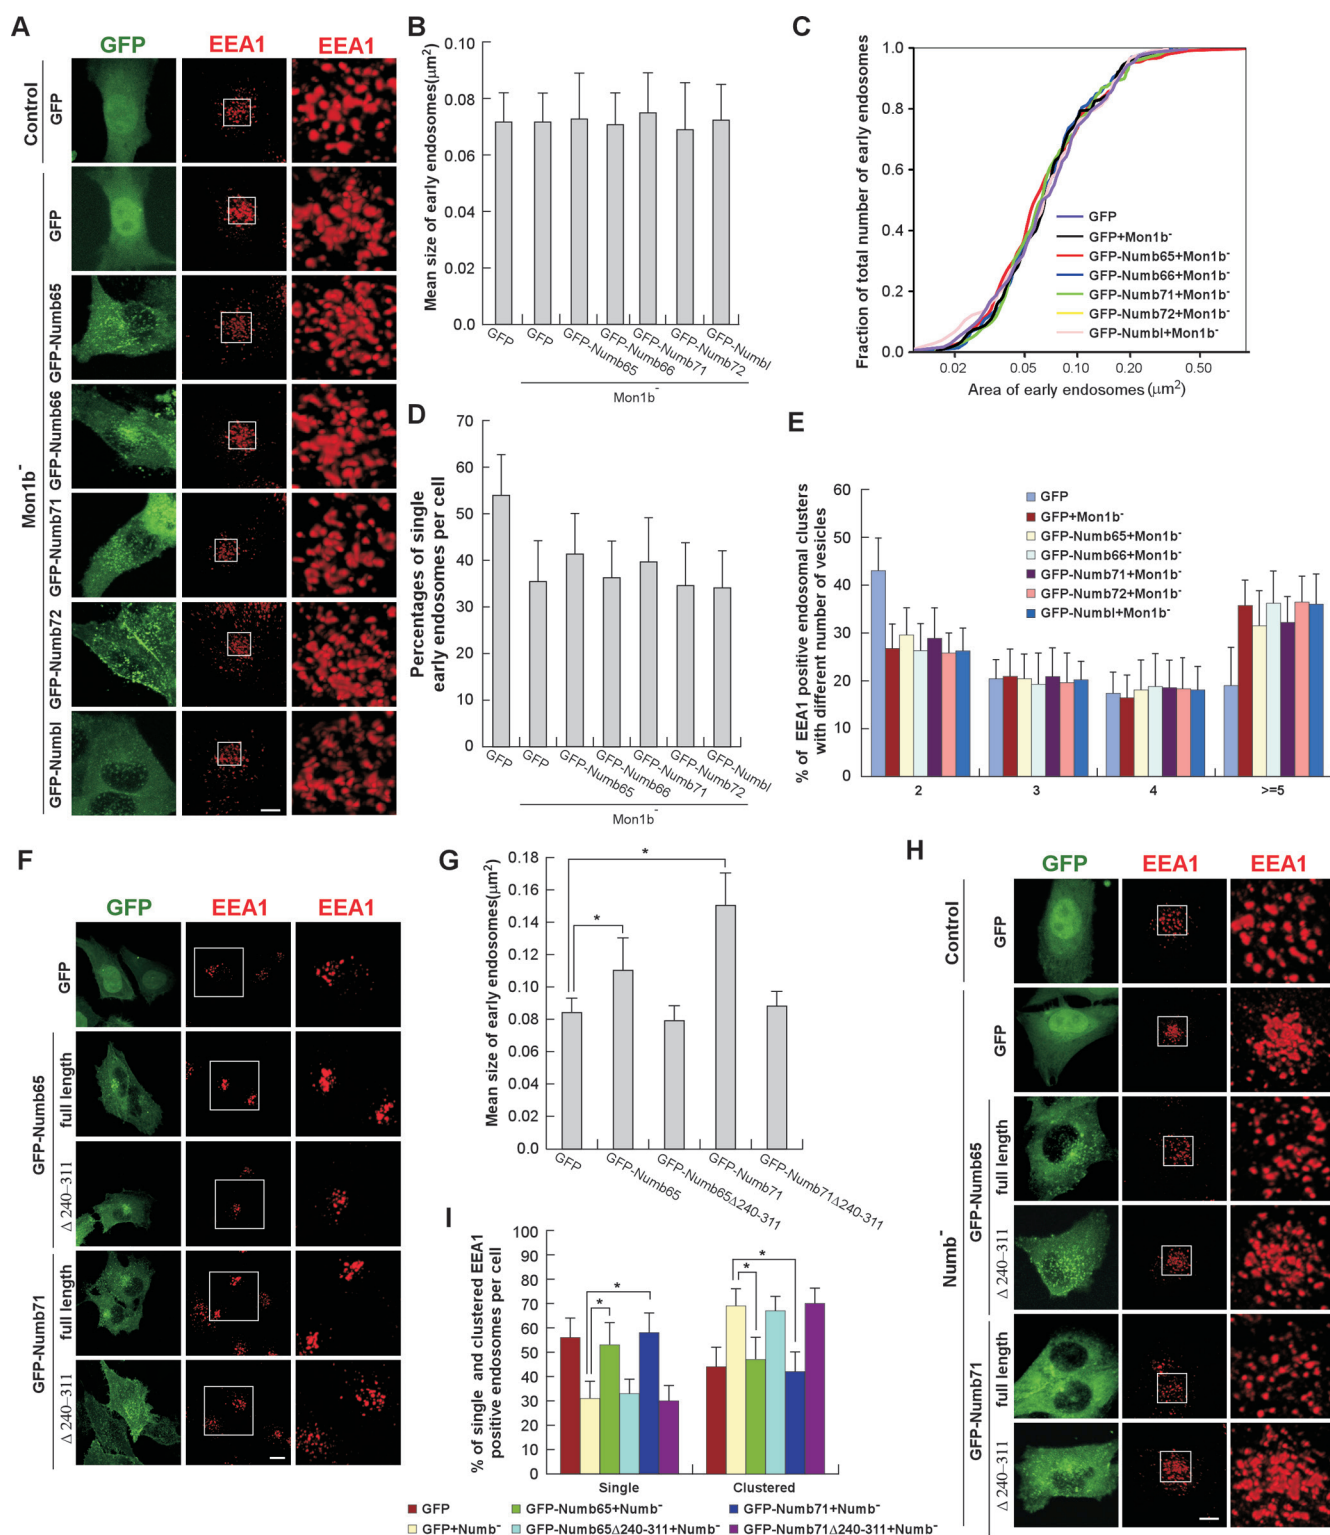 A
GFP
EEA1
EEA1
Control
GFP
Mon1b-
GFP
GFP-Numb65
GFP-Numb66
GFP-Numb71
GFP-Numb72
GFP-Numbl
B
Mean size of early endosomes(μm2)
0.10
0.08
0.06
0.04
0.02
0.0
GFP
GFP
GFP-Numb65
GFP-Numb66
GFP-Numb71
GFP-Numb72
GFP-Numbl
Mon1b-
C
Fraction of total number of early endosomes
1.0
0.8
0.6
0.4
0.2
0.0
GFP
GFP+Mon1b-
GFP-Numb65+Mon1b-
GFP-Numb66+Mon1b-
GFP-Numb71+Mon1b-
GFP-Numb72+Mon1b-
GFP-Numbl+Mon1b-
0.02 0.05 0.10 0.20 0.50
Area of early endosomes (μm2)
D
Percentages of single
early endosomes per cell
70
60
50
40
30
20
10
0
GFP
GFP
GFP-Numb65
GFP-Numb66
GFP-Numb71
GFP-Numb72
GFP-Numbl
Mon1b-
E
% of EEA1 positive endosomal clusters
with different number of vesicles
60
50
40
30
20
10
0
GFP
GFP+Mon1b-
GFP-Numb65+Mon1b-
GFP-Numb66+Mon1b-
GFP-Numb71+Mon1b-
GFP-Numb72+Mon1b-
GFP-Numbl+Mon1b-
2 3 4 >=5
F
GFP
EEA1
EEA1
GFP
GFP-Numb65
full length
Δ 240-311
GFP-Numb71
full length
Δ 240-311
G
Mean size of early endosomes(μm2)
0.18
0.16
0.14
0.12
0.10
0.08
0.06
0.04
0.02
0.0
*
*
GFP
GFP-Numb65
GFP-Numb65Δ240-311
GFP-Numb71
GFP-Numb71Δ240-311
H
GFP
EEA1
EEA1
Control
GFP
Numb-
GFP
GFP-Numb65
full length
Δ 240-311
GFP-Numb71
full length
Δ 240-311
I
% of single and clustered EEA1
positive endosomes per cell
100
90
80
70
60
50
40
30
20
10
0
*
*
*
*
Single Clustered
GFP
GFP-Numb65+Numb-
GFP-Numb71+Numb-
GFP+Numb-
GFP-Numb65Δ240-311+Numb-
GFP-Numb71Δ240-311+Numb-